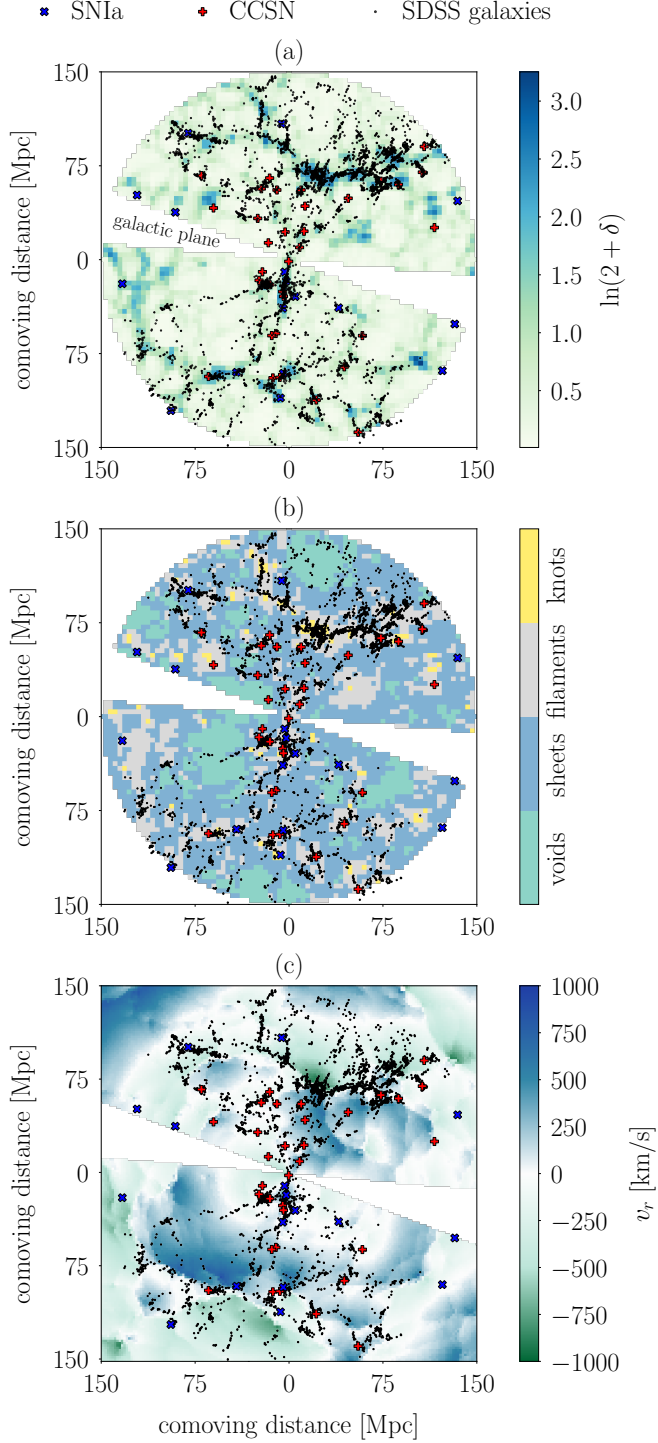 SNIa CCSN SDSS galaxies
(a)
150
75
0
75
150
comoving distance [Mpc]
galactic plane
150 75 0 75 150
3.0
2.5
2.0
1.5
1.0
0.5
ln(2 + δ)
(b)
150
75
0
75
150
comoving distance [Mpc]
150 75 0 75 150
knots
filaments
sheets
voids
(c)
150
75
0
75
150
comoving distance [Mpc]
150 75 0 75 150
comoving distance [Mpc]
1000
750
500
250
0
−250
−500
−750
−1000
v_r [km/s]